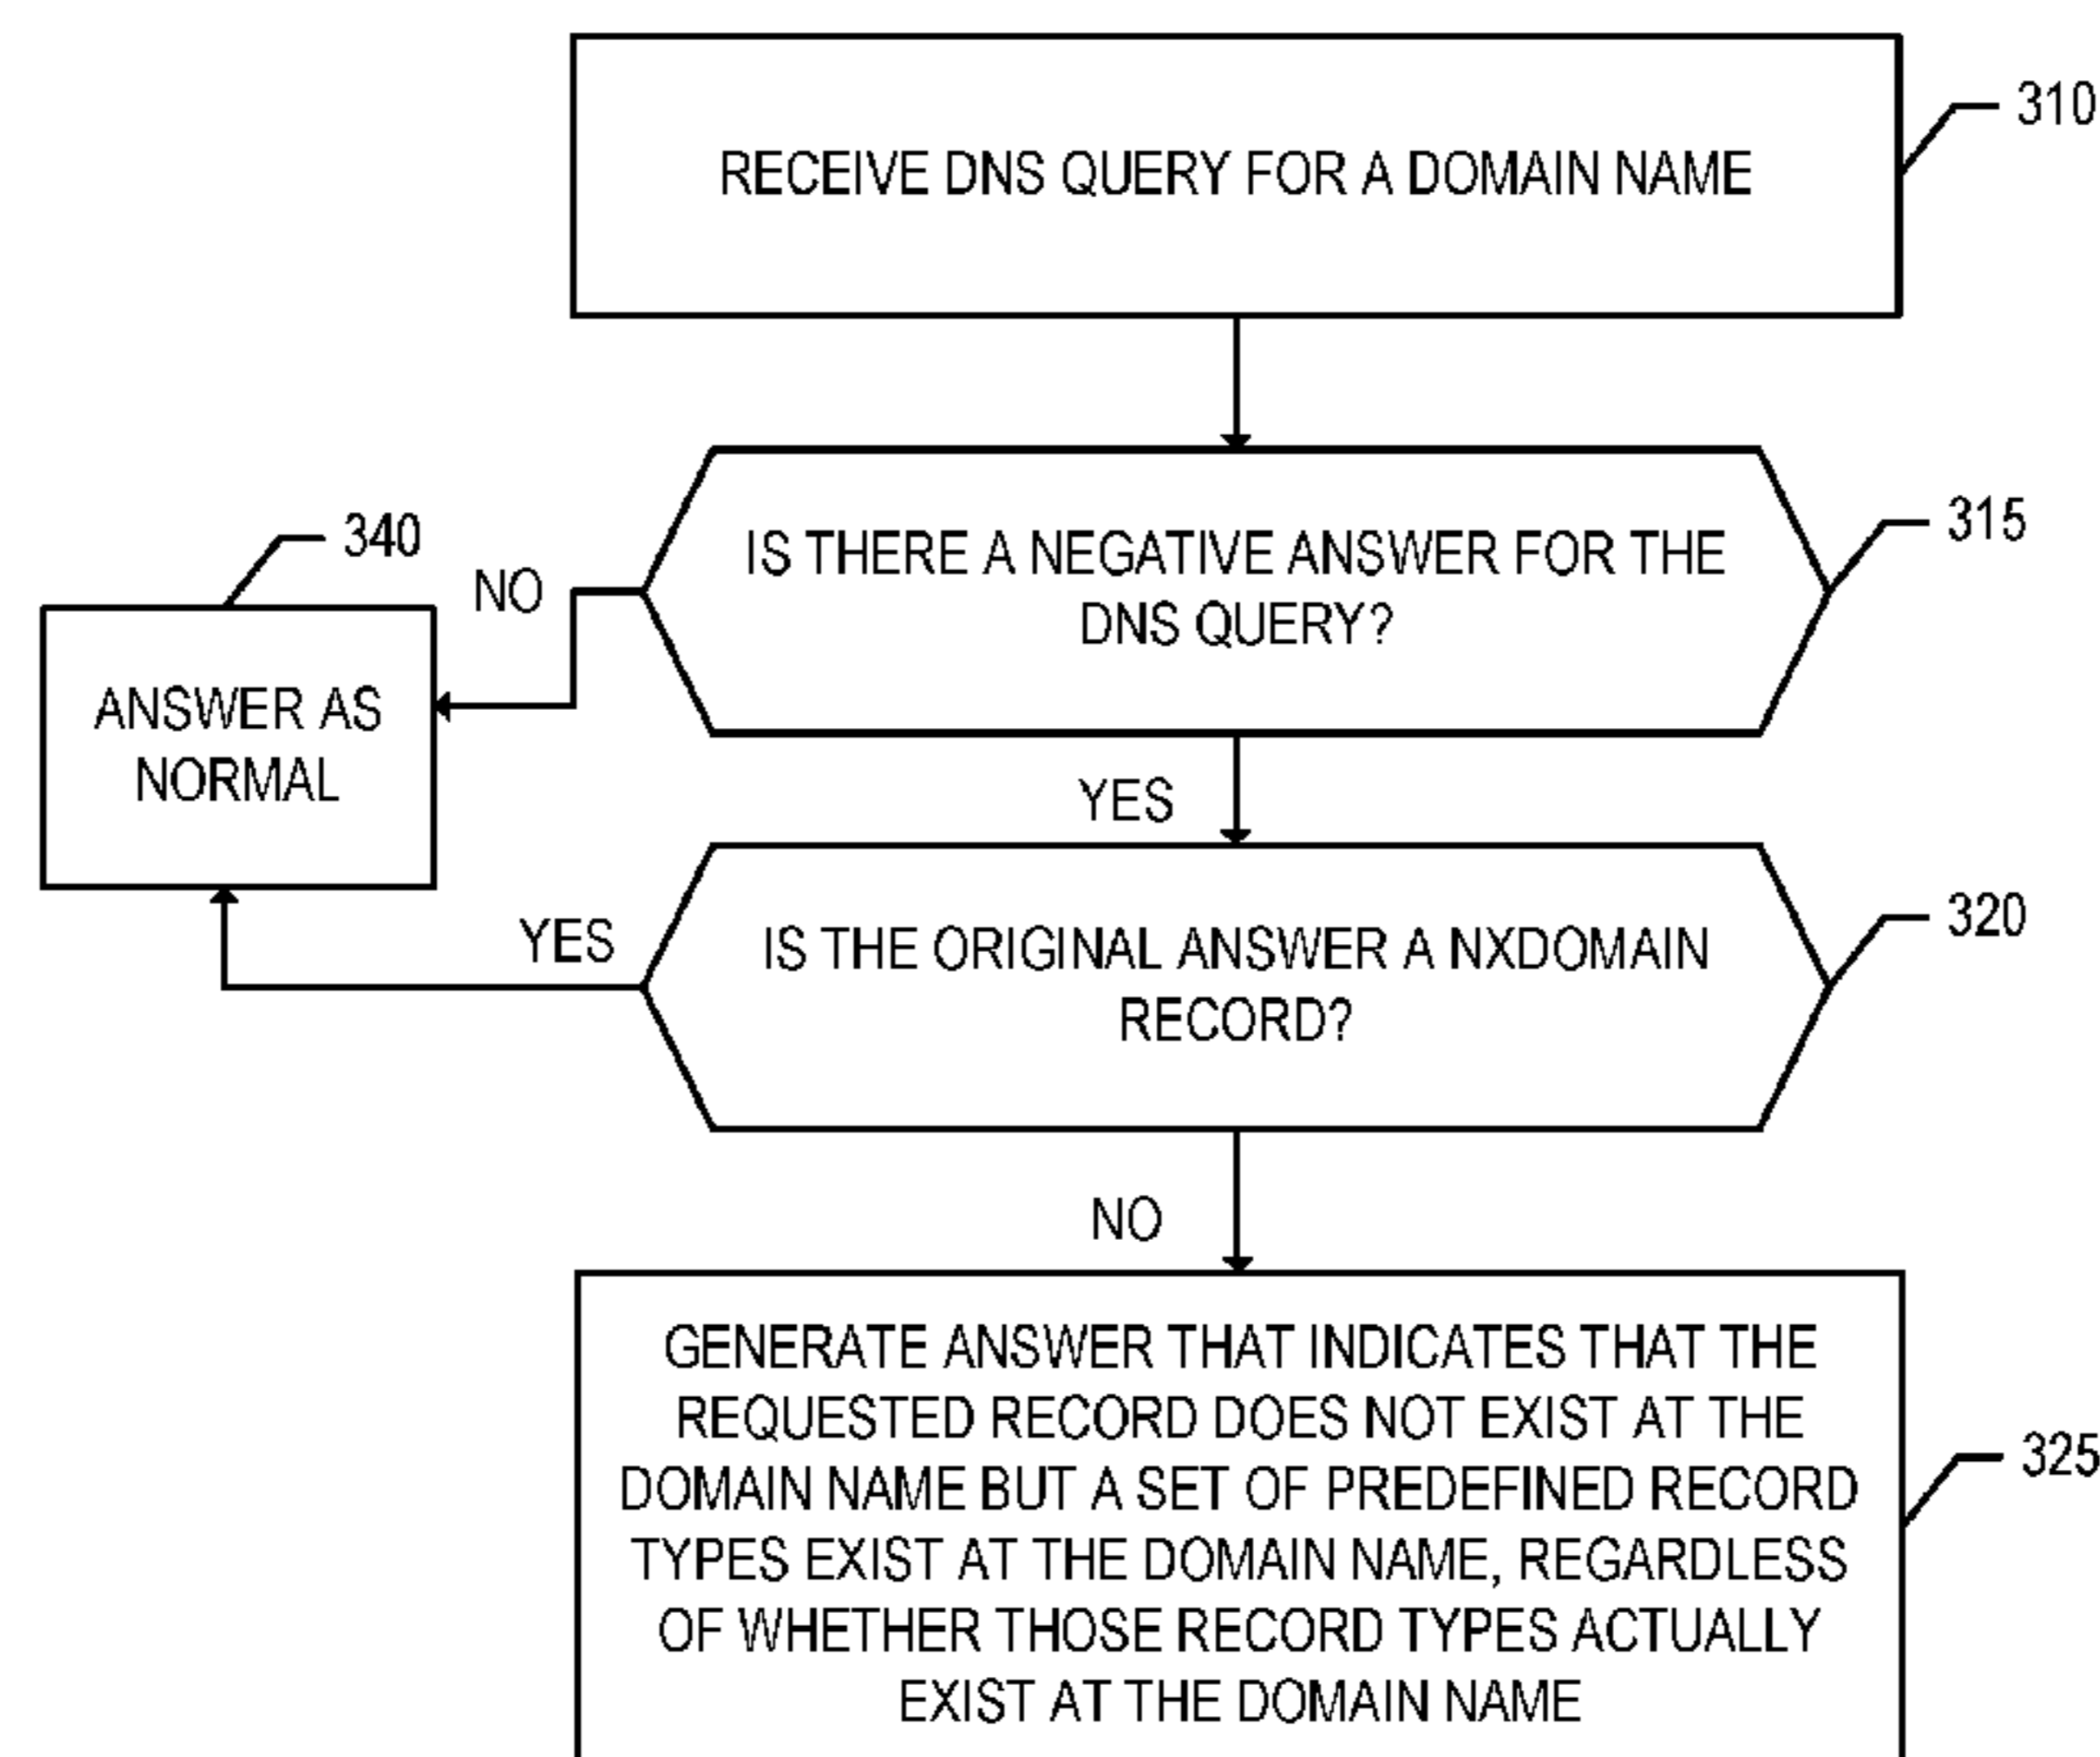 RECEIVE DNS QUERY FOR A DOMAIN NAME
310
IS THERE A NEGATIVE ANSWER FOR THE
DNS QUERY?
315
340
NO
ANSWER AS
NORMAL
YES
YES
IS THE ORIGINAL ANSWER A NXDOMAIN
RECORD?
320
NO
GENERATE ANSWER THAT INDICATES THAT THE
REQUESTED RECORD DOES NOT EXIST AT THE
DOMAIN NAME BUT A SET OF PREDEFINED RECORD
TYPES EXIST AT THE DOMAIN NAME, REGARDLESS
OF WHETHER THOSE RECORD TYPES ACTUALLY
EXIST AT THE DOMAIN NAME
325